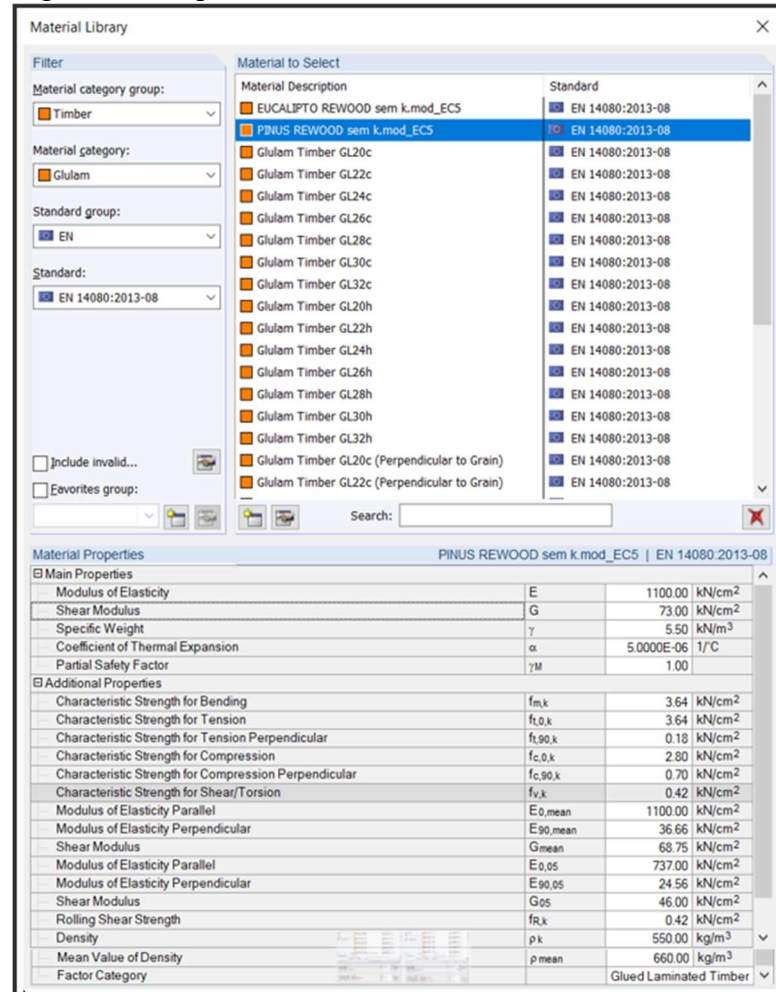 Material Library
Filter
Material category group:
Timber
Material category:
Glulam
Standard group:
EN
Standard:
EN 14080:2013-08
Include invalid...
Favorites group:
Material to Select
Material Description Standard
EUCALIPTO REWOOD sem k.mod_EC5 EN 14080:2013-08
PINUS REWOOD sem k.mod_EC5 EN 14080:2013-08
Glulam Timber GL20c EN 14080:2013-08
Glulam Timber GL22c EN 14080:2013-08
Glulam Timber GL24c EN 14080:2013-08
Glulam Timber GL26c EN 14080:2013-08
Glulam Timber GL28c EN 14080:2013-08
Glulam Timber GL30c EN 14080:2013-08
Glulam Timber GL32c EN 14080:2013-08
Glulam Timber GL20h EN 14080:2013-08
Glulam Timber GL22h EN 14080:2013-08
Glulam Timber GL24h EN 14080:2013-08
Glulam Timber GL26h EN 14080:2013-08
Glulam Timber GL28h EN 14080:2013-08
Glulam Timber GL30h EN 14080:2013-08
Glulam Timber GL32h EN 14080:2013-08
Glulam Timber GL20c (Perpendicular to Grain) EN 14080:2013-08
Glulam Timber GL22c (Perpendicular to Grain) EN 14080:2013-08
Search:
Material Properties PINUS REWOOD sem k.mod_EC5 | EN 14080:2013-08
Main Properties
Modulus of Elasticity E 1100.00 kN/cm²
Shear Modulus G 73.00 kN/cm²
Specific Weight γ 5.50 kN/m³
Coefficient of Thermal Expansion α 5.0000E-06 1/°C
Partial Safety Factor γM 1.00
Additional Properties
Characteristic Strength for Bending fm,k 3.64 kN/cm²
Characteristic Strength for Tension ft,0,k 3.64 kN/cm²
Characteristic Strength for Tension Perpendicular ft,90,k 0.18 kN/cm²
Characteristic Strength for Compression fc,0,k 2.80 kN/cm²
Characteristic Strength for Compression Perpendicular fc,90,k 0.70 kN/cm²
Characteristic Strength for Shear/Torsion fv,k 0.42 kN/cm²
Modulus of Elasticity Parallel E0,mean 1100.00 kN/cm²
Modulus of Elasticity Perpendicular E90,mean 36.66 kN/cm²
Shear Modulus Gmean 68.75 kN/cm²
Modulus of Elasticity Parallel E0,05 737.00 kN/cm²
Modulus of Elasticity Perpendicular E90,05 24.56 kN/cm²
Shear Modulus G05 46.00 kN/cm²
Rolling Shear Strength fR,k 0.42 kN/cm²
Density ρk 550.00 kg/m³
Mean Value of Density ρmean 660.00 kg/m³
Factor Category Glued Laminated Timber